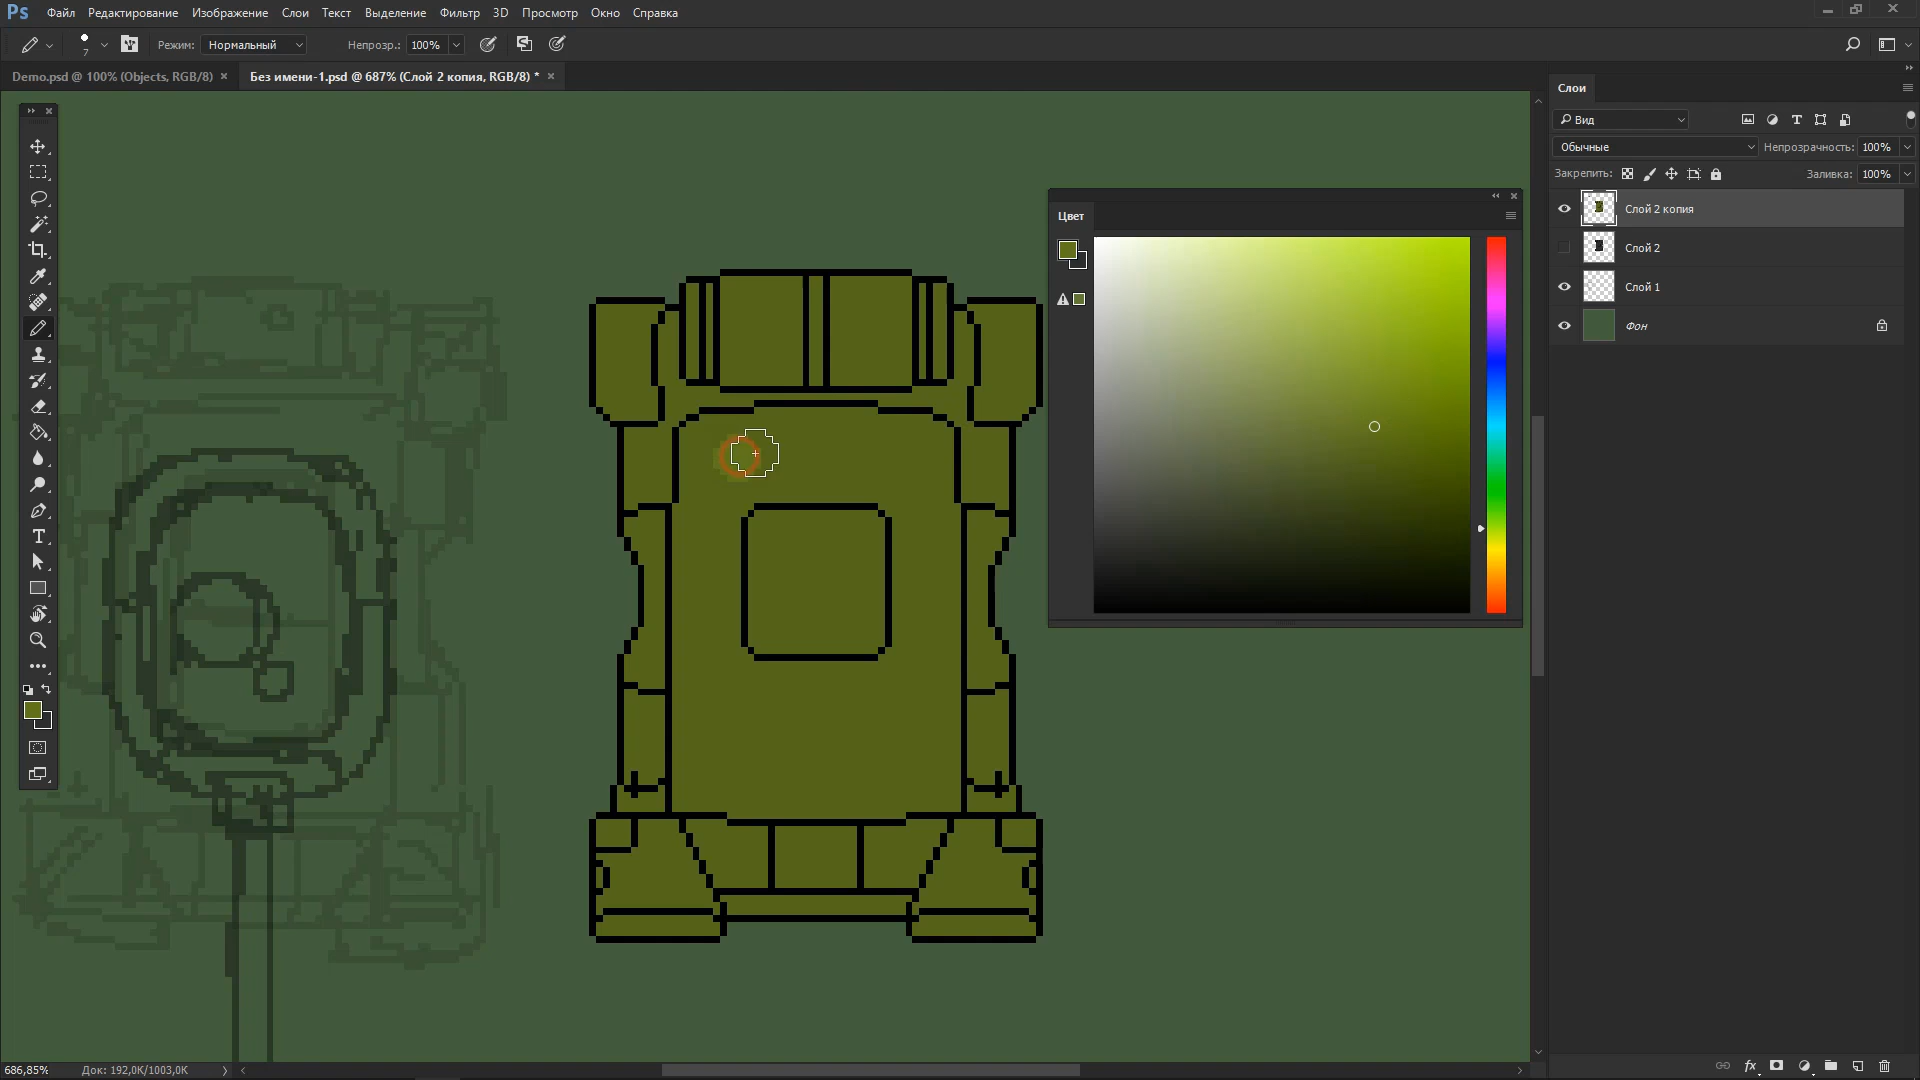 Ps Файл Редактирование Изображение Слои Текст Выделение Фильтр 3D Просмотр Окно Справка
7 Режим: Нормальный Непрозр.: 100%
Demo.psd @ 100% (Objects, RGB/8) × Без имени-1.psd @ 687% (Слой 2 копия, RGB/8) * ×
Слои
Вид
Обычные Непрозрачность: 100%
Закрепить: Заливка: 100%
Цвет
Слой 2 копия
Слой 2
Слой 1
Фон
686,85% Док: 192,0K/1003,0K